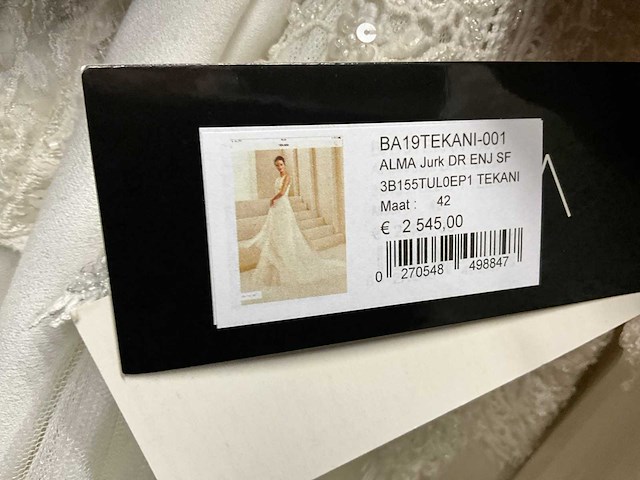 BA19TEKANI-001
ALMA Jurk DR ENJ SF
3B155TUL0EP1 TEKANI
Maat : 42
€ 2 545,00
0 270548 498847